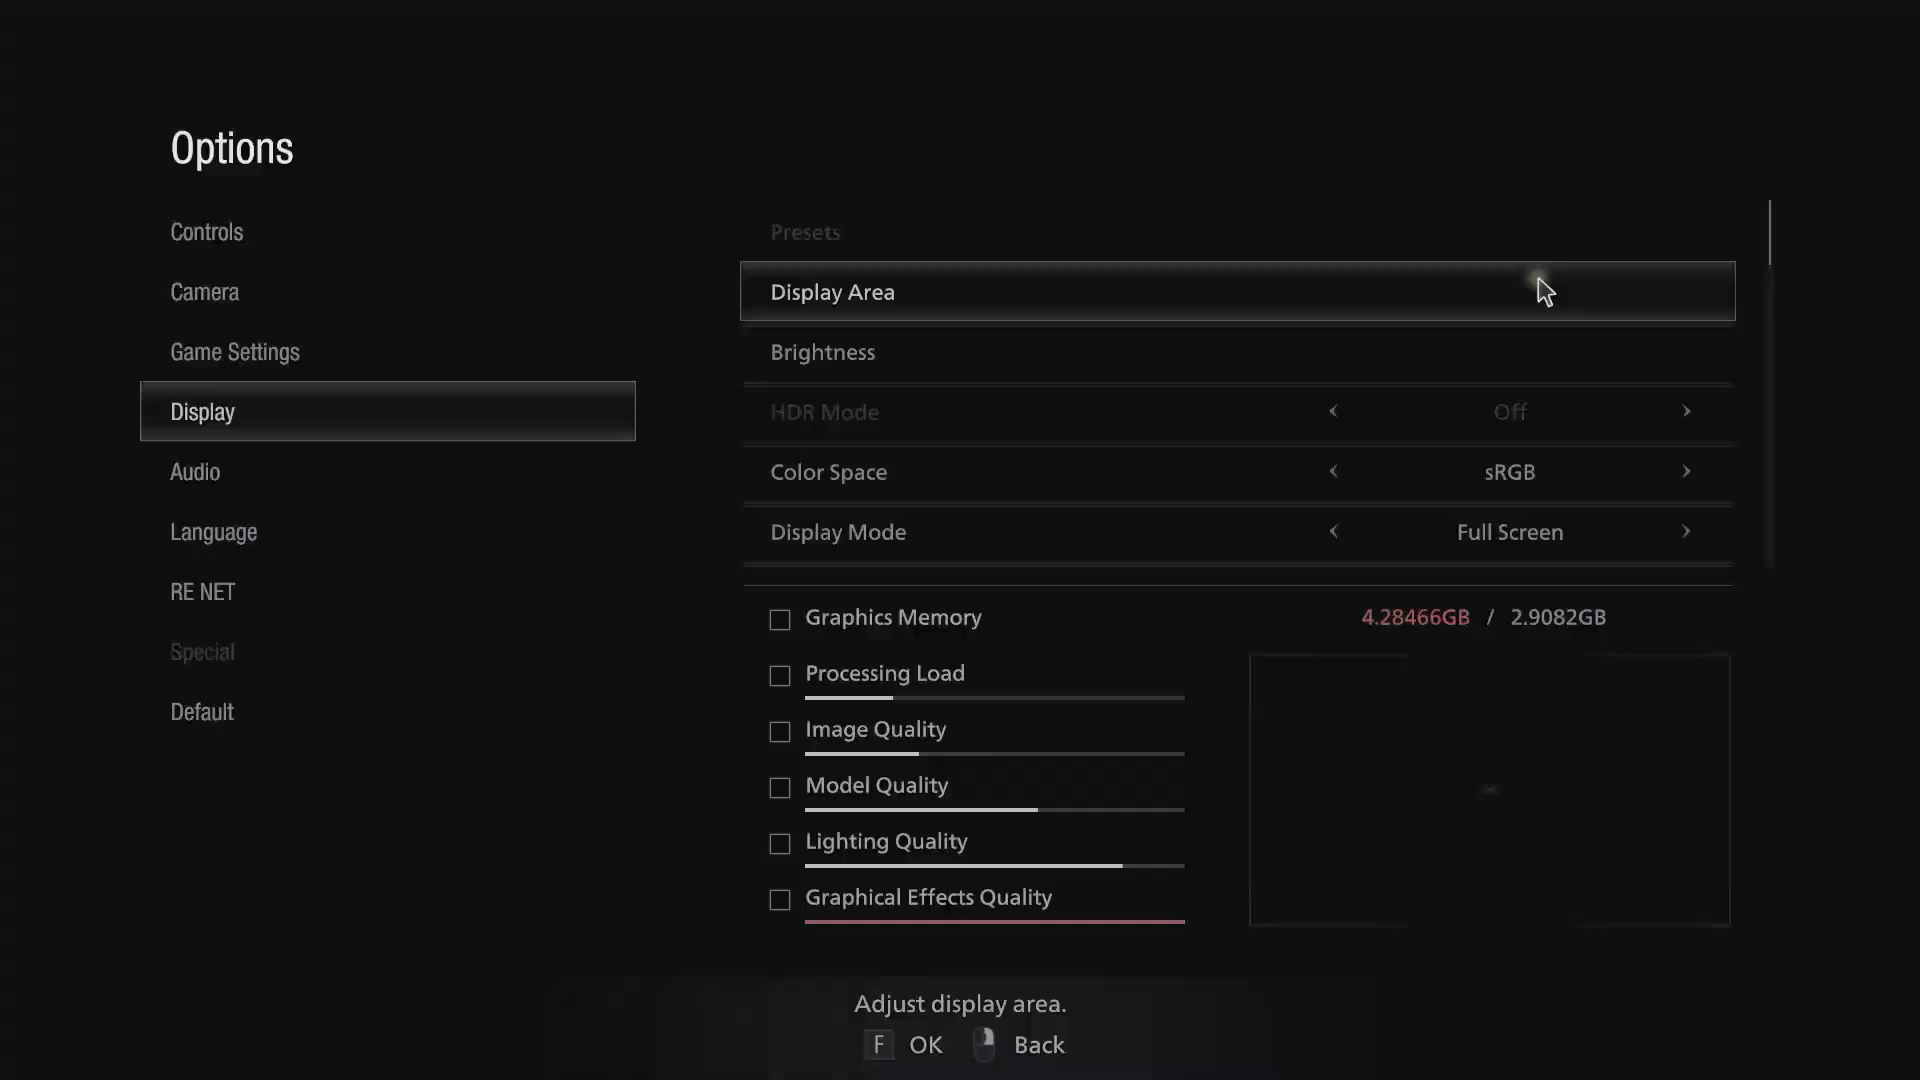 Options
Controls
Camera
Game Settings
Display
Audio
Language
RE NET
Special
Default
Presets
Display Area
Brightness
HDR Mode < Off >
Color Space < sRGB >
Display Mode < Full Screen >
Graphics Memory 4.28466GB / 2.9082GB
Processing Load
Image Quality
Model Quality
Lighting Quality
Graphical Effects Quality
Adjust display area.
F OK Back